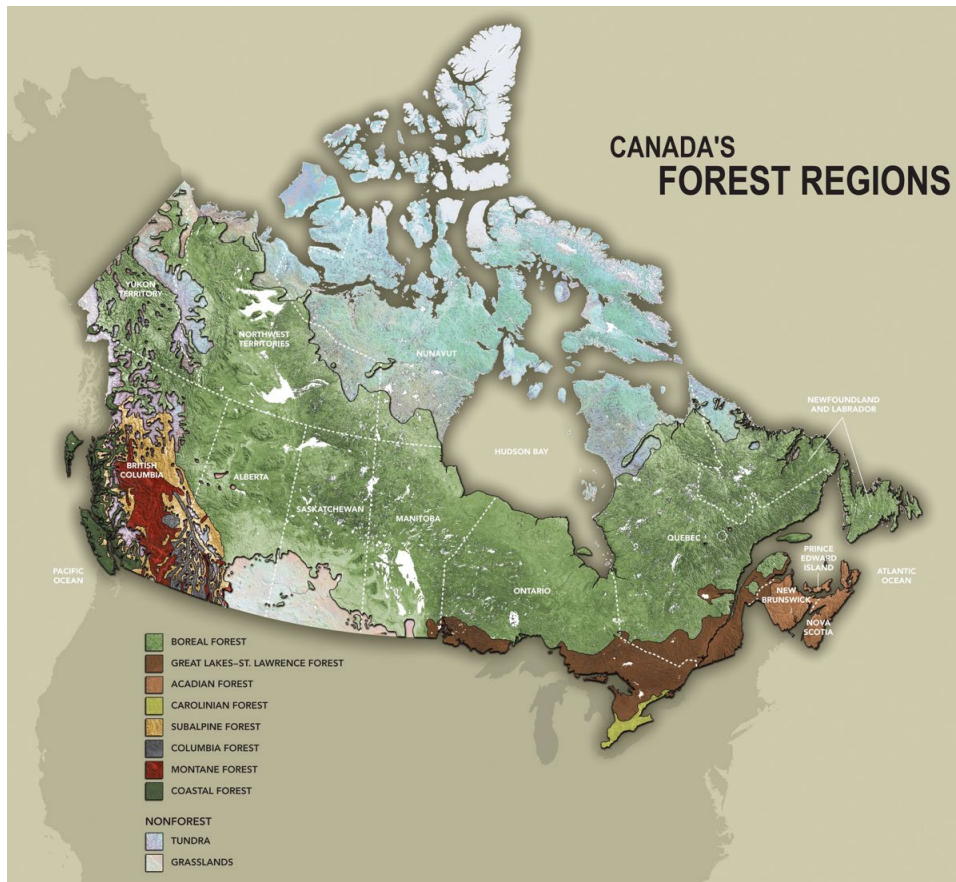 CANADA'S
FOREST REGIONS
YUKON
TERRITORY
NORTHWEST
TERRITORIES
NUNAVUT
NEWFOUNDLAND
AND LABRADOR
HUDSON BAY
BRITISH
COLUMBIA
ALBERTA
SASKATCHEWAN
MANITOBA
ONTARIO
QUEBEC
PRINCE
EDWARD
ISLAND
NEW
BRUNSWICK
NOVA
SCOTIA
PACIFIC
OCEAN
ATLANTIC
OCEAN
BOREAL FOREST
GREAT LAKES–ST. LAWRENCE FOREST
ACADIAN FOREST
CAROLINIAN FOREST
SUBALPINE FOREST
COLUMBIA FOREST
MONTANE FOREST
COASTAL FOREST
NONFOREST
TUNDRA
GRASSLANDS